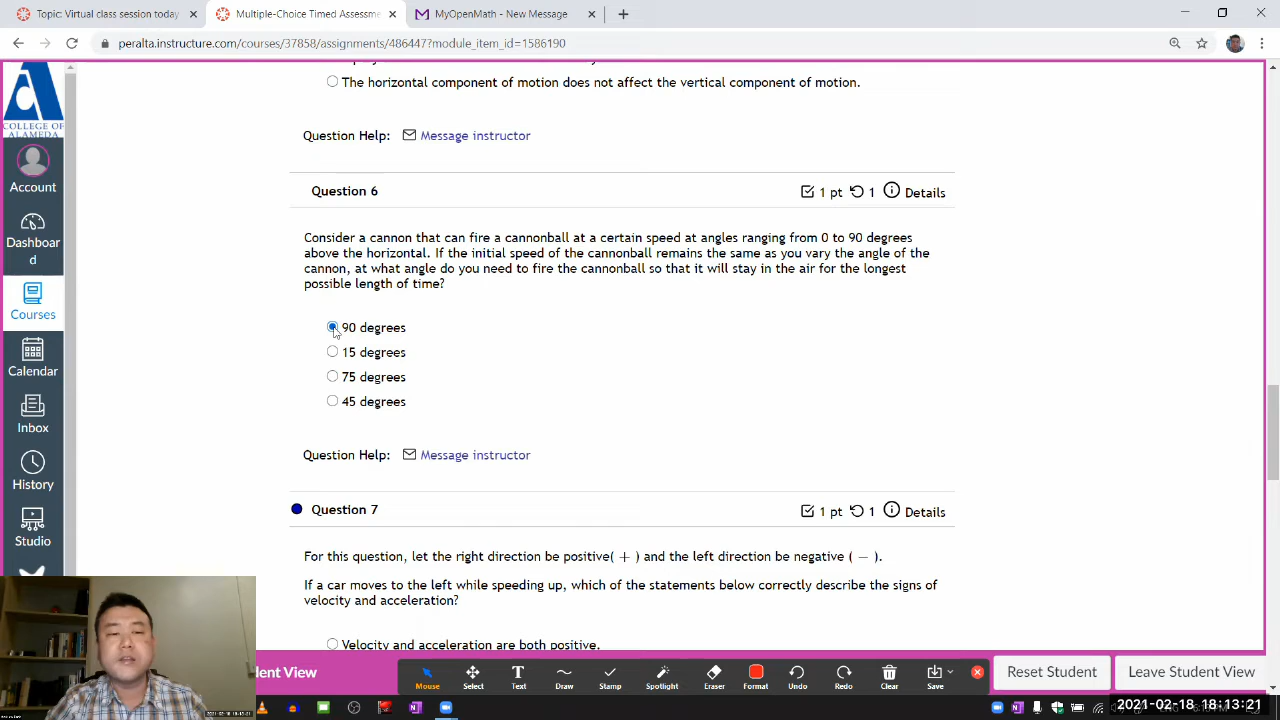 Topic: Virtual class session today
Multiple-Choice Timed Assessme
MyOpenMath - New Message
peralta.instructure.com/courses/37858/assignments/486447?module_item_id=1586190
COLLEGE OF
ALAMEDA
Account
Dashboar
d
Courses
Calendar
Inbox
History
Studio
The horizontal component of motion does not affect the vertical component of motion.
Question Help: Message instructor
Question 6
1 pt 1 Details
Consider a cannon that can fire a cannonball at a certain speed at angles ranging from 0 to 90 degrees
above the horizontal. If the initial speed of the cannonball remains the same as you vary the angle of the
cannon, at what angle do you need to fire the cannonball so that it will stay in the air for the longest
possible length of time?
90 degrees
15 degrees
75 degrees
45 degrees
Question Help: Message instructor
Question 7
1 pt 1 Details
For this question, let the right direction be positive( + ) and the left direction be negative ( − ).
If a car moves to the left while speeding up, which of the statements below correctly describe the signs of
velocity and acceleration?
Velocity and acceleration are both positive.
dent View
Mouse
Select
Text
Draw
Stamp
Spotlight
Eraser
Format
Undo
Redo
Clear
Save
Reset Student
Leave Student View
2021-02-18 18:13:21
2021-02-18 18:13:21